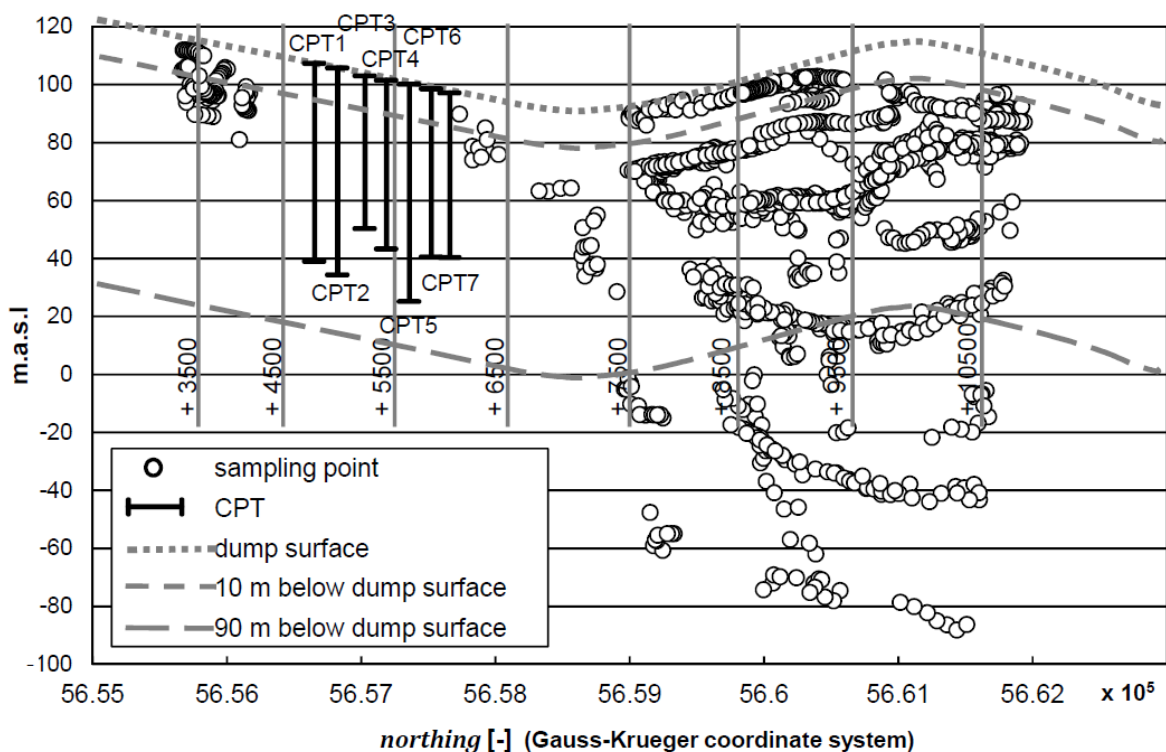 120
100
80
60
40
20
0
-20
-40
-60
-80
-100
m.a.s.l
CPT3 CPT6
CPT1 CPT4
CPT2 CPT7
CPT5
+ 3500
+ 4500
+ 5500
+ 6500
+ 7500
+ 8500
+ 9500
+ 10500
sampling point
CPT
dump surface
10 m below dump surface
90 m below dump surface
56.55 56.56 56.57 56.58 56.59 56.6 56.61 56.62 x 10⁵
northing [-] (Gauss-Krueger coordinate system)